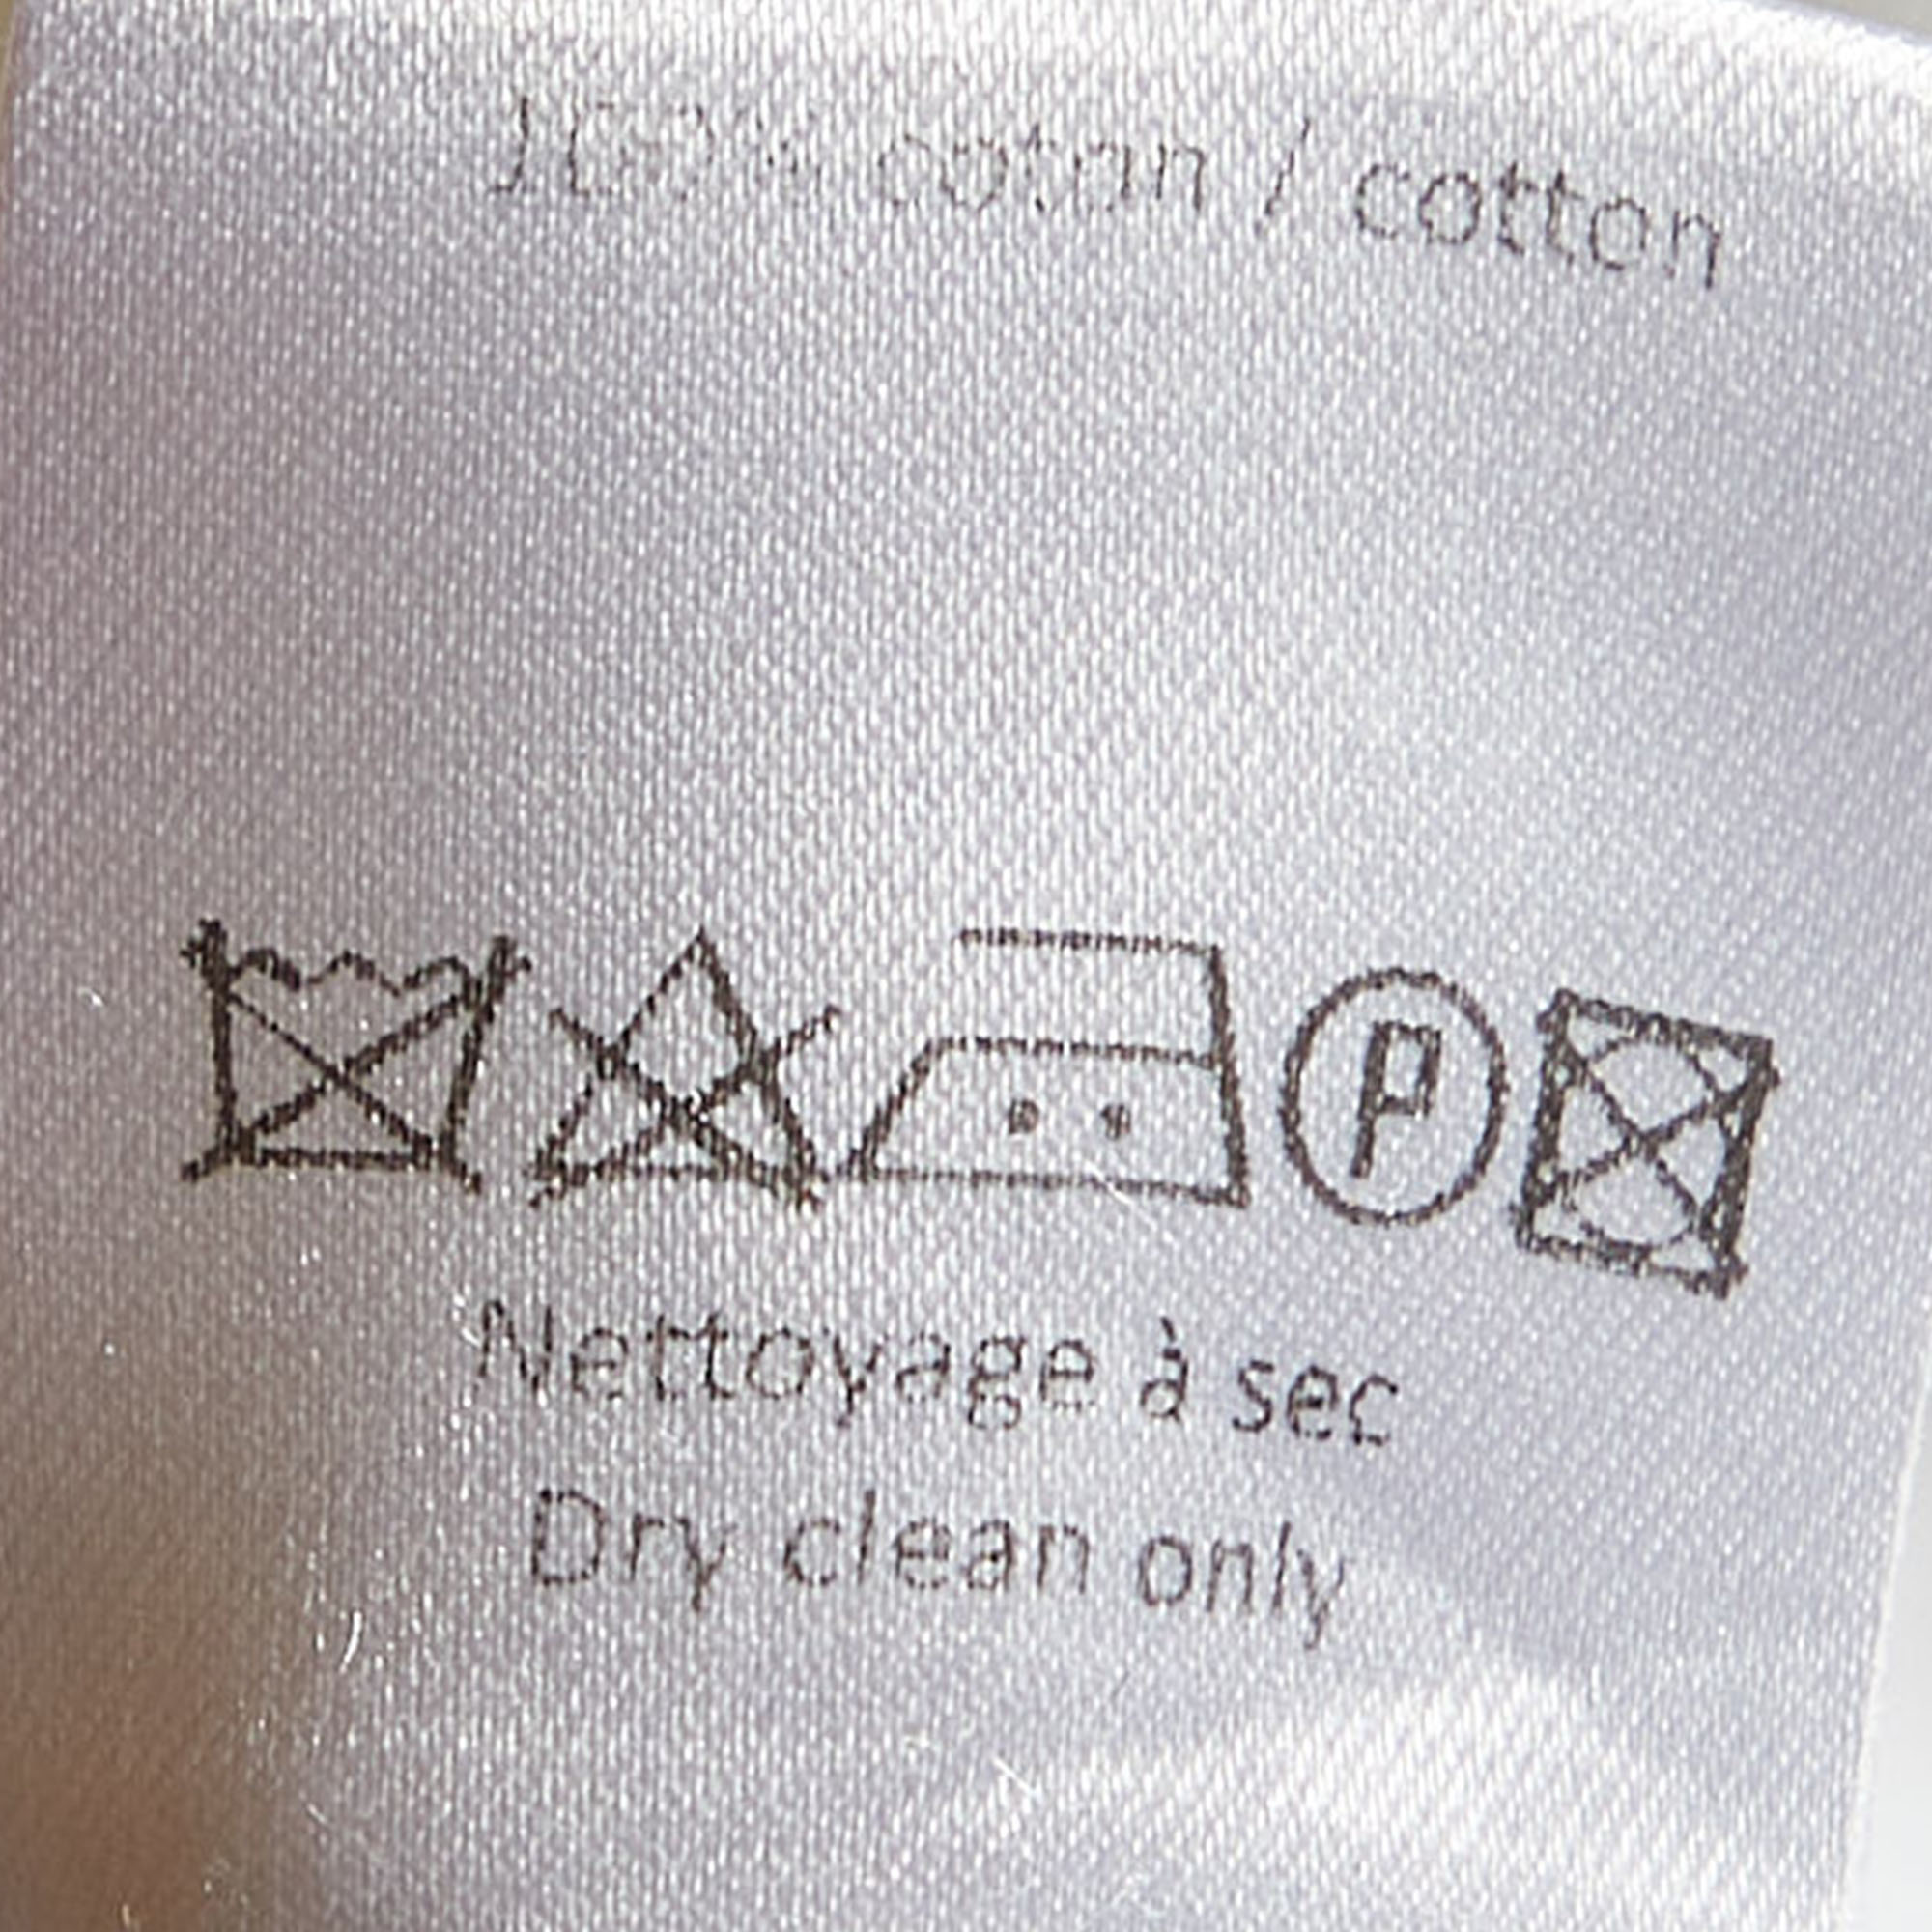 100% coton / cotton
P
Nettoyage à sec
Dry clean only